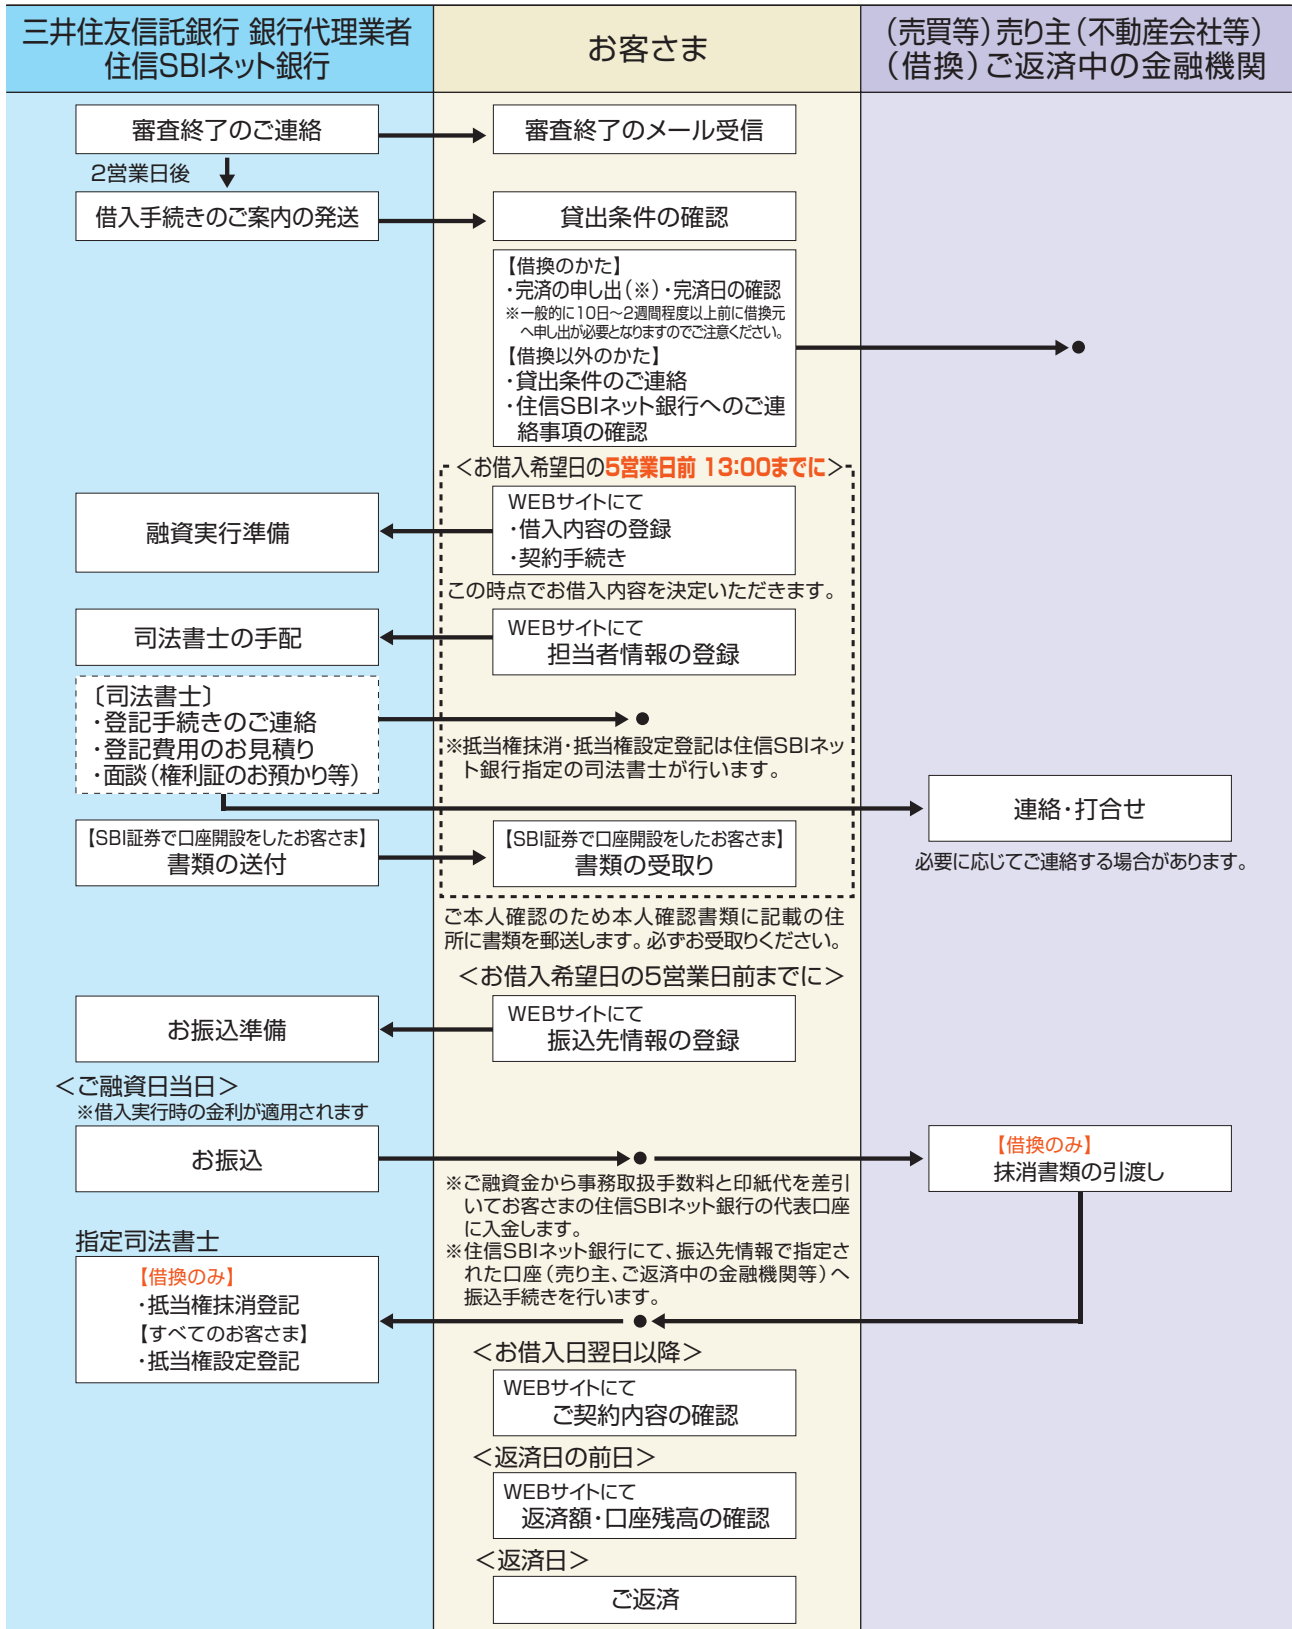 三井住友信託銀行 銀行代理業者
住信SBIネット銀行
お客さま
（売買等）売り主（不動産会社等）
（借換）ご返済中の金融機関
審査終了のご連絡
審査終了のメール受信
2営業日後
借入手続きのご案内の発送
貸出条件の確認
【借換のかた】
・完済の申し出（※）・完済日の確認
※一般的に10日～2週間程度以上前に借換元
へ申し出が必要となりますのでご注意ください。
【借換以外のかた】
・貸出条件のご連絡
・住信SBIネット銀行へのご連
絡事項の確認
＜お借入希望日の5営業日前 13:00までに＞
融資実行準備
WEBサイトにて
・借入内容の登録
・契約手続き
この時点でお借入内容を決定いただきます。
司法書士の手配
WEBサイトにて
担当者情報の登録
〔司法書士〕
・登記手続きのご連絡
・登記費用のお見積り
・面談（権利証のお預かり等）
※抵当権抹消・抵当権設定登記は住信SBIネッ
ト銀行指定の司法書士が行います。
連絡・打合せ
必要に応じてご連絡する場合があります。
【SBI証券で口座開設をしたお客さま】
書類の送付
【SBI証券で口座開設をしたお客さま】
書類の受取り
ご本人確認のため本人確認書類に記載の住
所に書類を郵送します。必ずお受取りください。
＜お借入希望日の5営業日前までに＞
お振込準備
WEBサイトにて
振込先情報の登録
＜ご融資日当日＞
※借入実行時の金利が適用されます
お振込
【借換のみ】
抹消書類の引渡し
※ご融資金から事務取扱手数料と印紙代を差引
いてお客さまの住信SBIネット銀行の代表口座
に入金します。
※住信SBIネット銀行にて、振込先情報で指定さ
れた口座（売り主、ご返済中の金融機関等）へ
振込手続きを行います。
指定司法書士
【借換のみ】
・抵当権抹消登記
【すべてのお客さま】
・抵当権設定登記
＜お借入日翌日以降＞
WEBサイトにて
ご契約内容の確認
＜返済日の前日＞
WEBサイトにて
返済額・口座残高の確認
＜返済日＞
ご返済